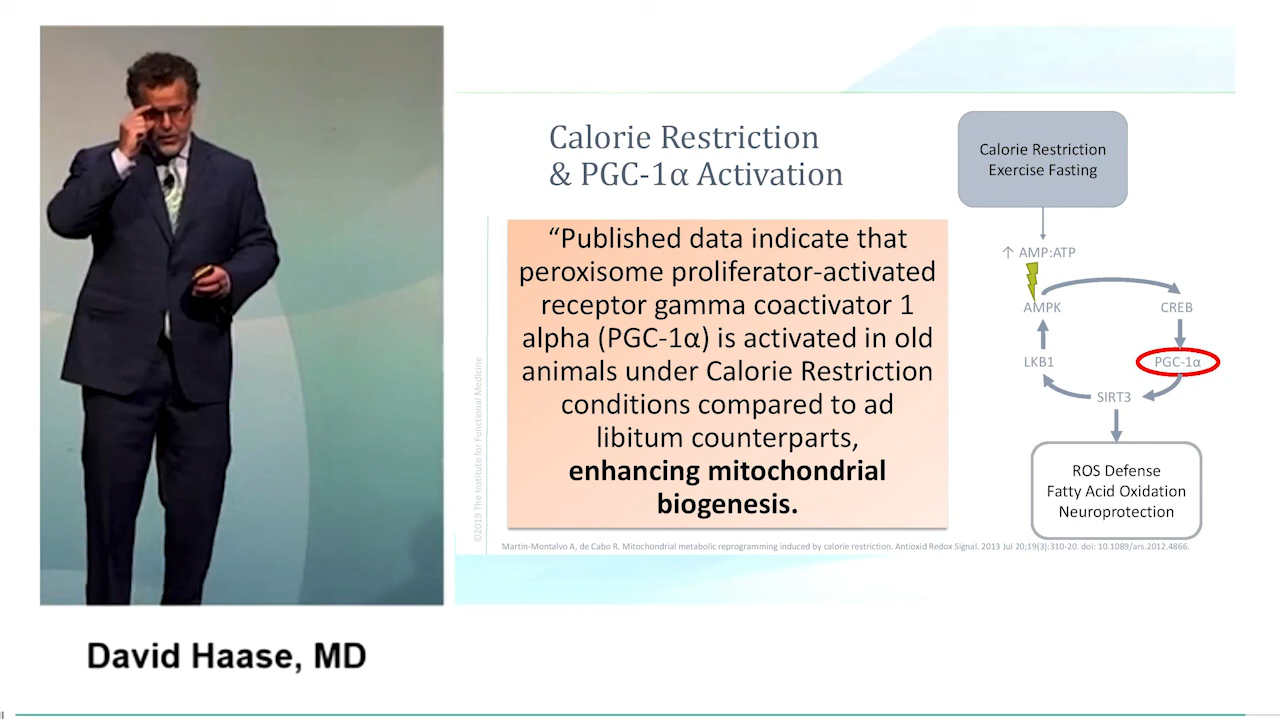 Calorie Restriction
& PGC-1α Activation
“Published data indicate that
peroxisome proliferator-activated
receptor gamma coactivator 1
alpha (PGC-1α) is activated in old
animals under Calorie Restriction
conditions compared to ad
libitum counterparts,
enhancing mitochondrial
biogenesis.
Calorie Restriction
Exercise Fasting
↑ AMP:ATP
AMPK
CREB
LKB1
PGC-1α
SIRT3
ROS Defense
Fatty Acid Oxidation
Neuroprotection
©2019 The Institute for Functional Medicine
Martin-Montalvo A, de Cabo R. Mitochondrial metabolic reprogramming induced by calorie restriction. Antioxid Redox Signal. 2013 Jul 20;19(3):310-20. doi: 10.1089/ars.2012.4866.
David Haase, MD